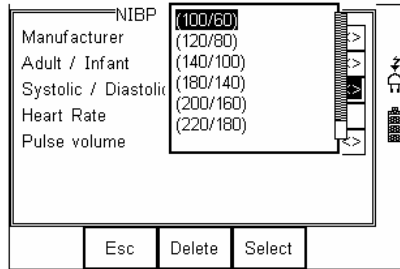 NIBP
Manufacturer
Adult / Infant
Systolic / Diastolic
Heart Rate
Pulse volume
(100/60)
(120/80)
(140/100)
(180/140)
(200/160)
(220/180)
<>
<>
<>
<>
Esc Delete Select